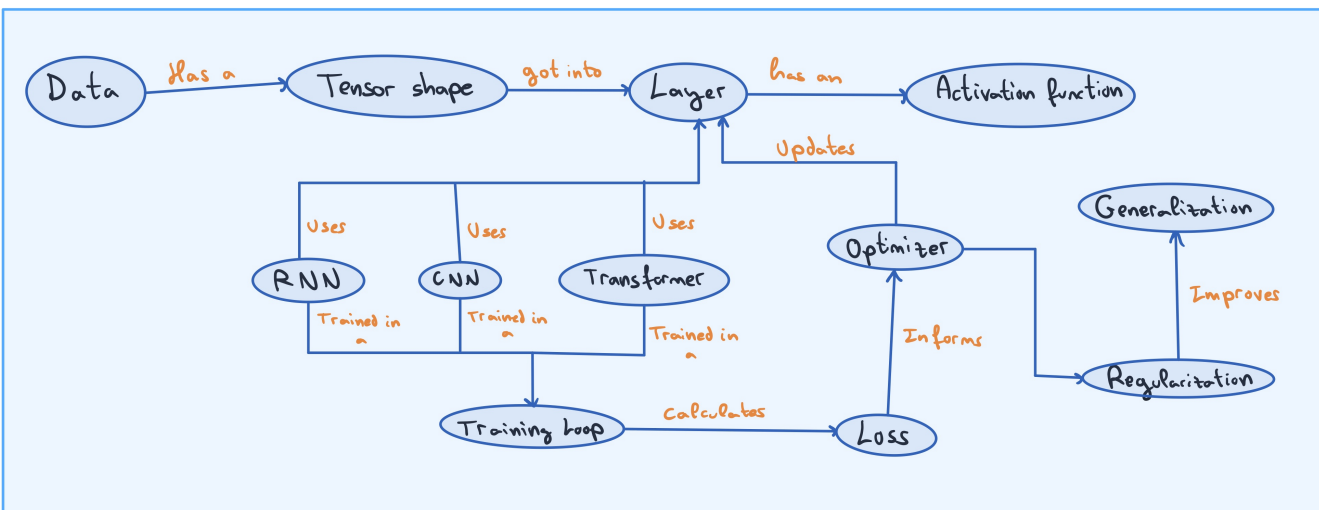 Data
Has a
Tensor shape
got into
Layer
has an
Activation function
Updates
Generalization
Uses
Uses
Uses
Optimizer
RNN
CNN
Transformer
Improves
Trained in
a
Trained in
a
Trained in
a
Informs
Regularization
Training Loop
Calculates
Loss